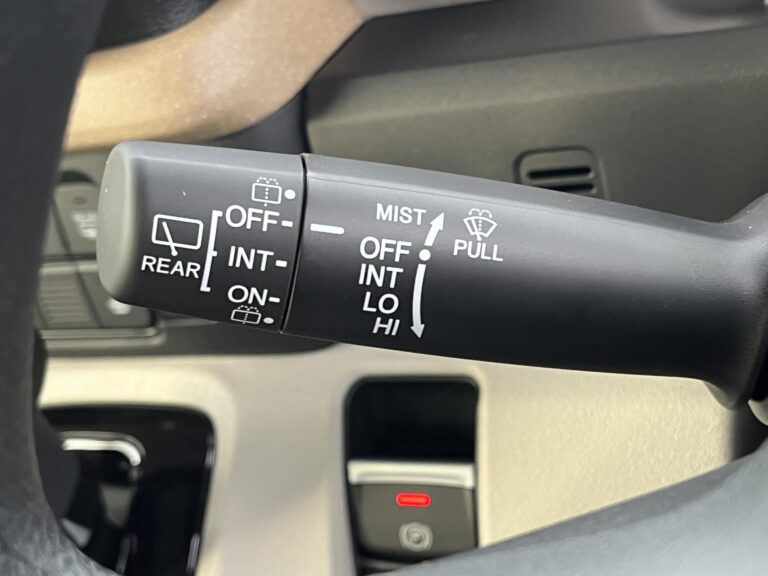 REAR
OFF
INT
ON
MIST
OFF
INT
LO
HI
PULL